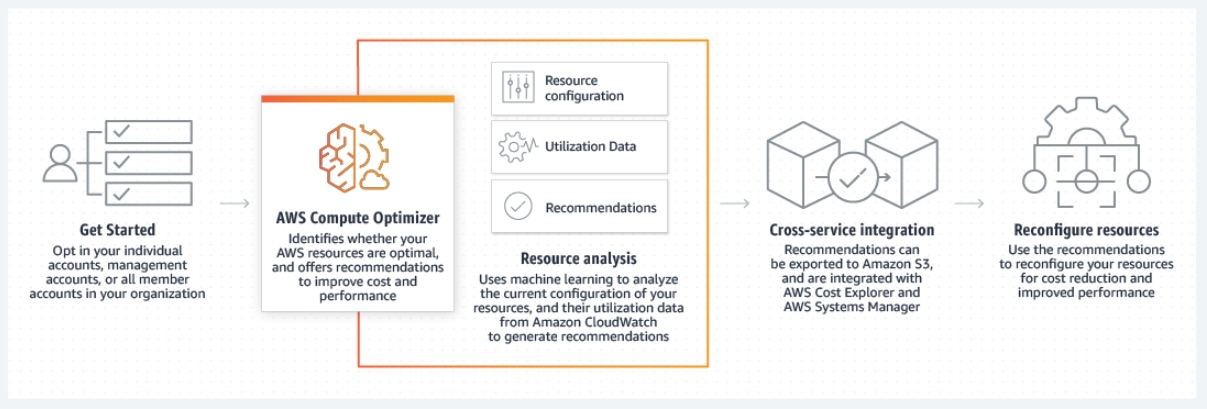 Get Started
Opt in your individual
accounts, management
accounts, or all member
accounts in your organization
AWS Compute Optimizer
Identifies whether your
AWS resources are optimal,
and offers recommendations
to improve cost and
performance
Resource
configuration
Utilization Data
Recommendations
Resource analysis
Uses machine learning to analyze
the current configuration of your
resources, and their utilization data
from Amazon CloudWatch
to generate recommendations
Cross-service integration
Recommendations can
be exported to Amazon S3,
and are integrated with
AWS Cost Explorer and
AWS Systems Manager
Reconfigure resources
Use the recommendations
to reconfigure your resources
for cost reduction and
improved performance